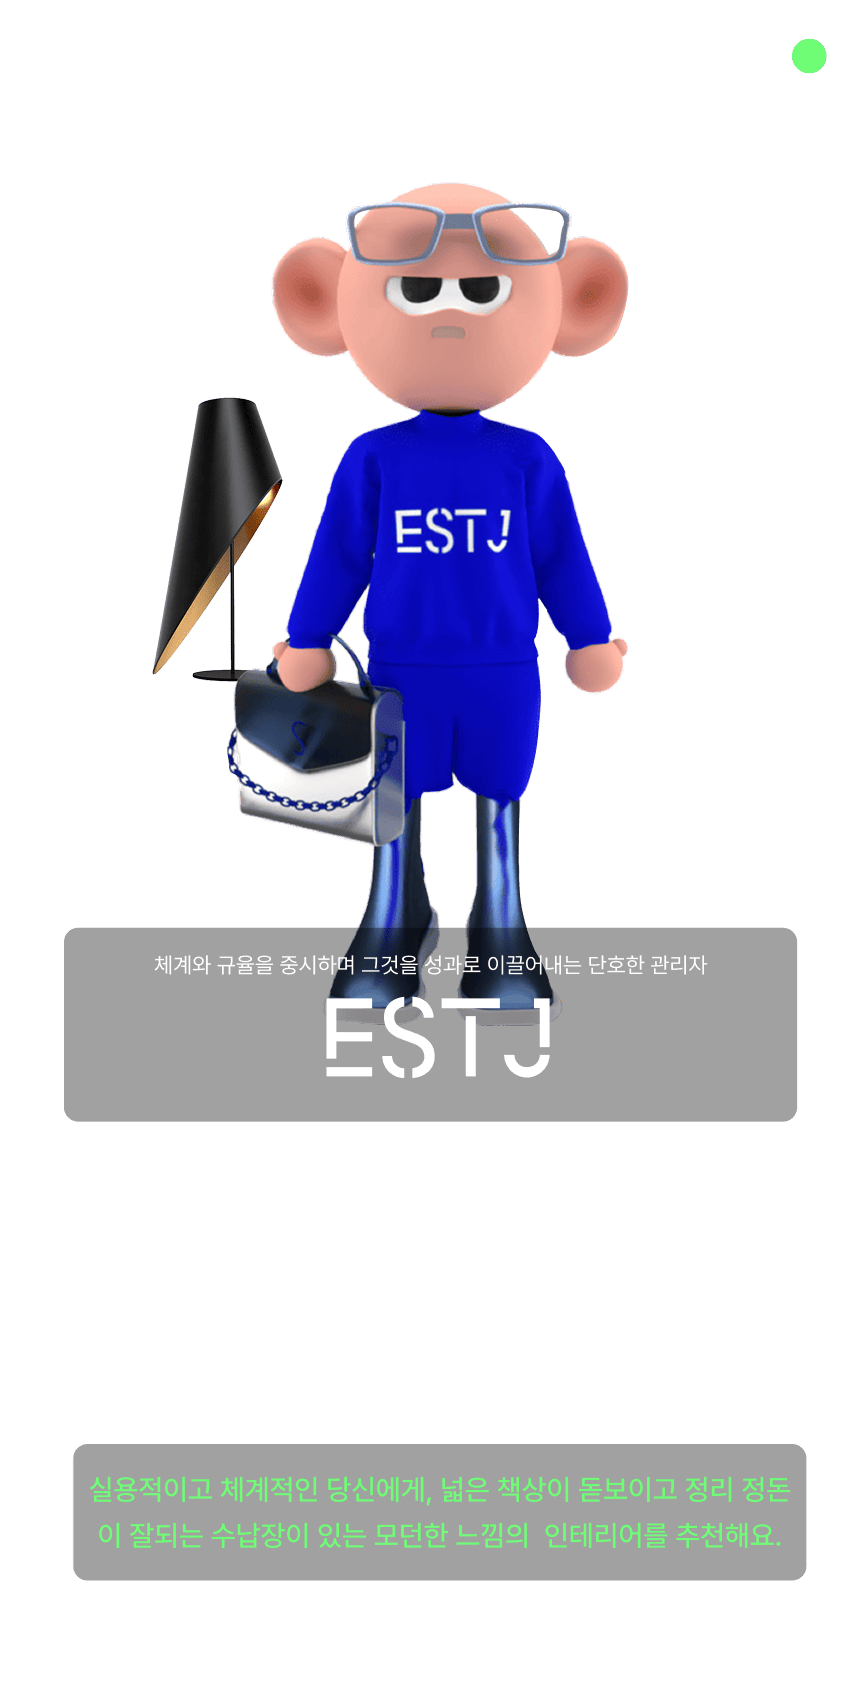 ESTJ
체계와 규율을 중시하며 그것을 성과로 이끌어내는 단호한 관리자
ESTJ
실용적이고 체계적인 당신에게, 넓은 책상이 돋보이고 정리 정돈
이 잘되는 수납장이 있는 모던한 느낌의 인테리어를 추천해요.